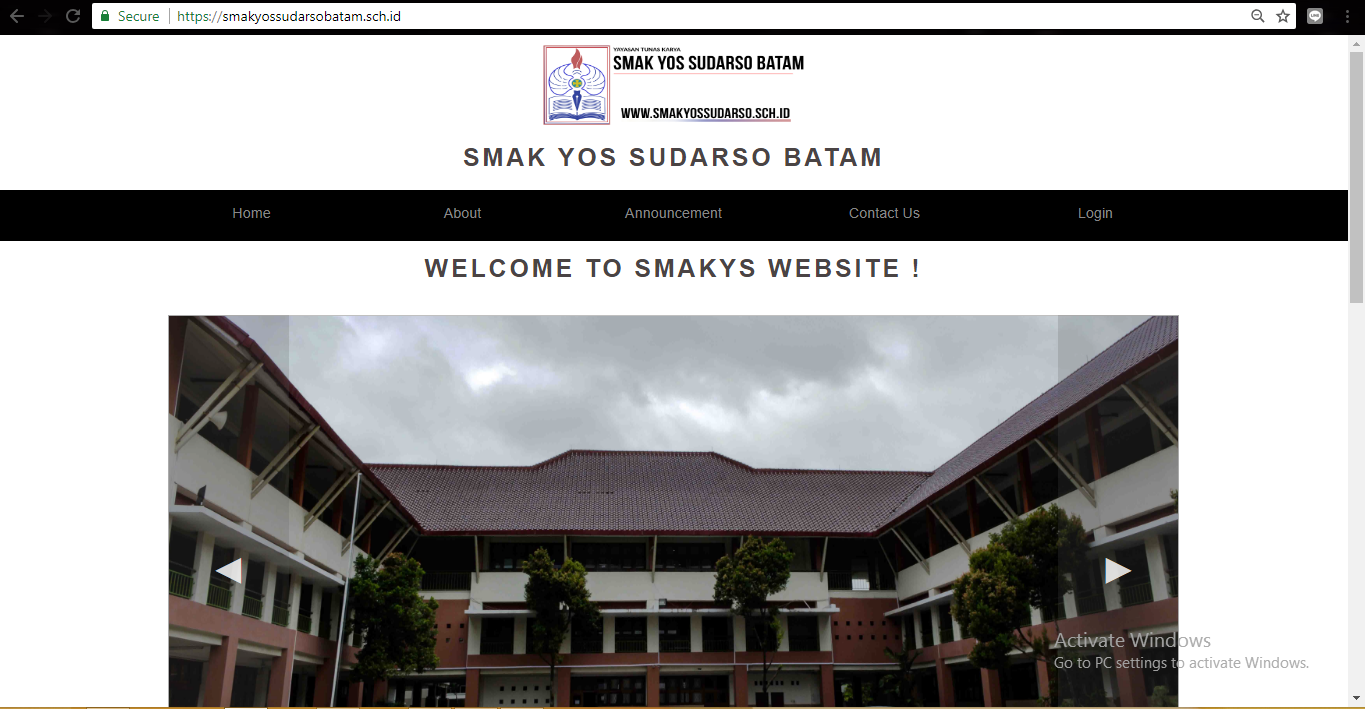 Secure
https://smakyossudarsobatam.sch.id
YAYASAN TUNAS KARYA
SMAK YOS SUDARSO BATAM
WWW.SMAKYOSSUDARSO.SCH.ID
SMAK YOS SUDARSO BATAM
Home
About
Announcement
Contact Us
Login
WELCOME TO SMAKYS WEBSITE !
Activate Windows
Go to PC settings to activate Windows.